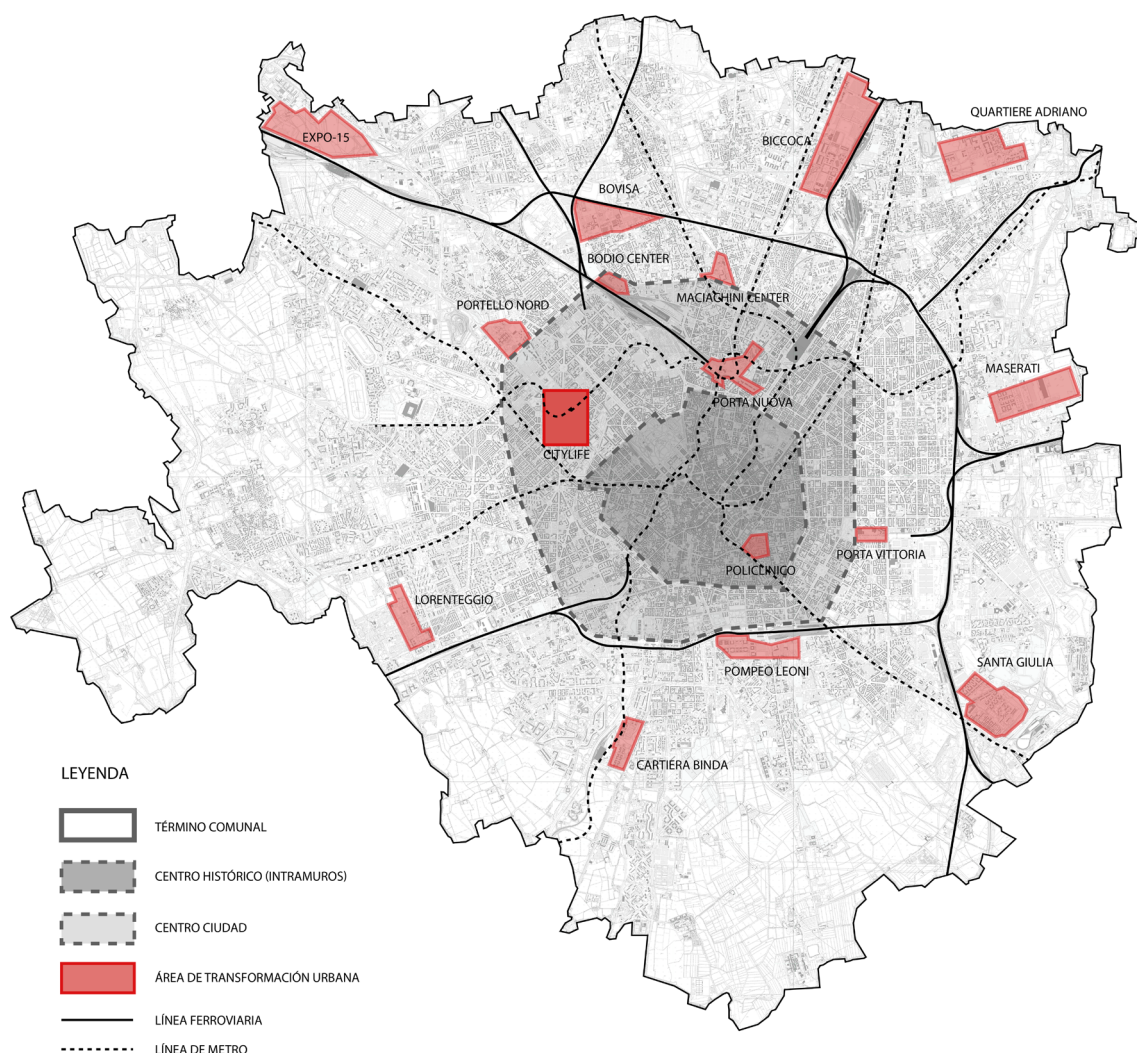 QUARTIERE ADRIANO
EXPO-15
BICCOCA
BOVISA
BODIO CENTER
MACIACHINI CENTER
PORTELLO NORD
MASERATI
PORTA NUOVA
CITYLIFE
PORTA VITTORIA
POLICLINICO
LORENTEGGIO
SANTA GIULIA
POMPEO LEONI
CARTIERA BINDA
LEYENDA
TÉRMINO COMUNAL
CENTRO HISTÓRICO (INTRAMUROS)
CENTRO CIUDAD
ÁREA DE TRANSFORMACIÓN URBANA
LÍNEA FERROVIARIA
LÍNEA DE METRO